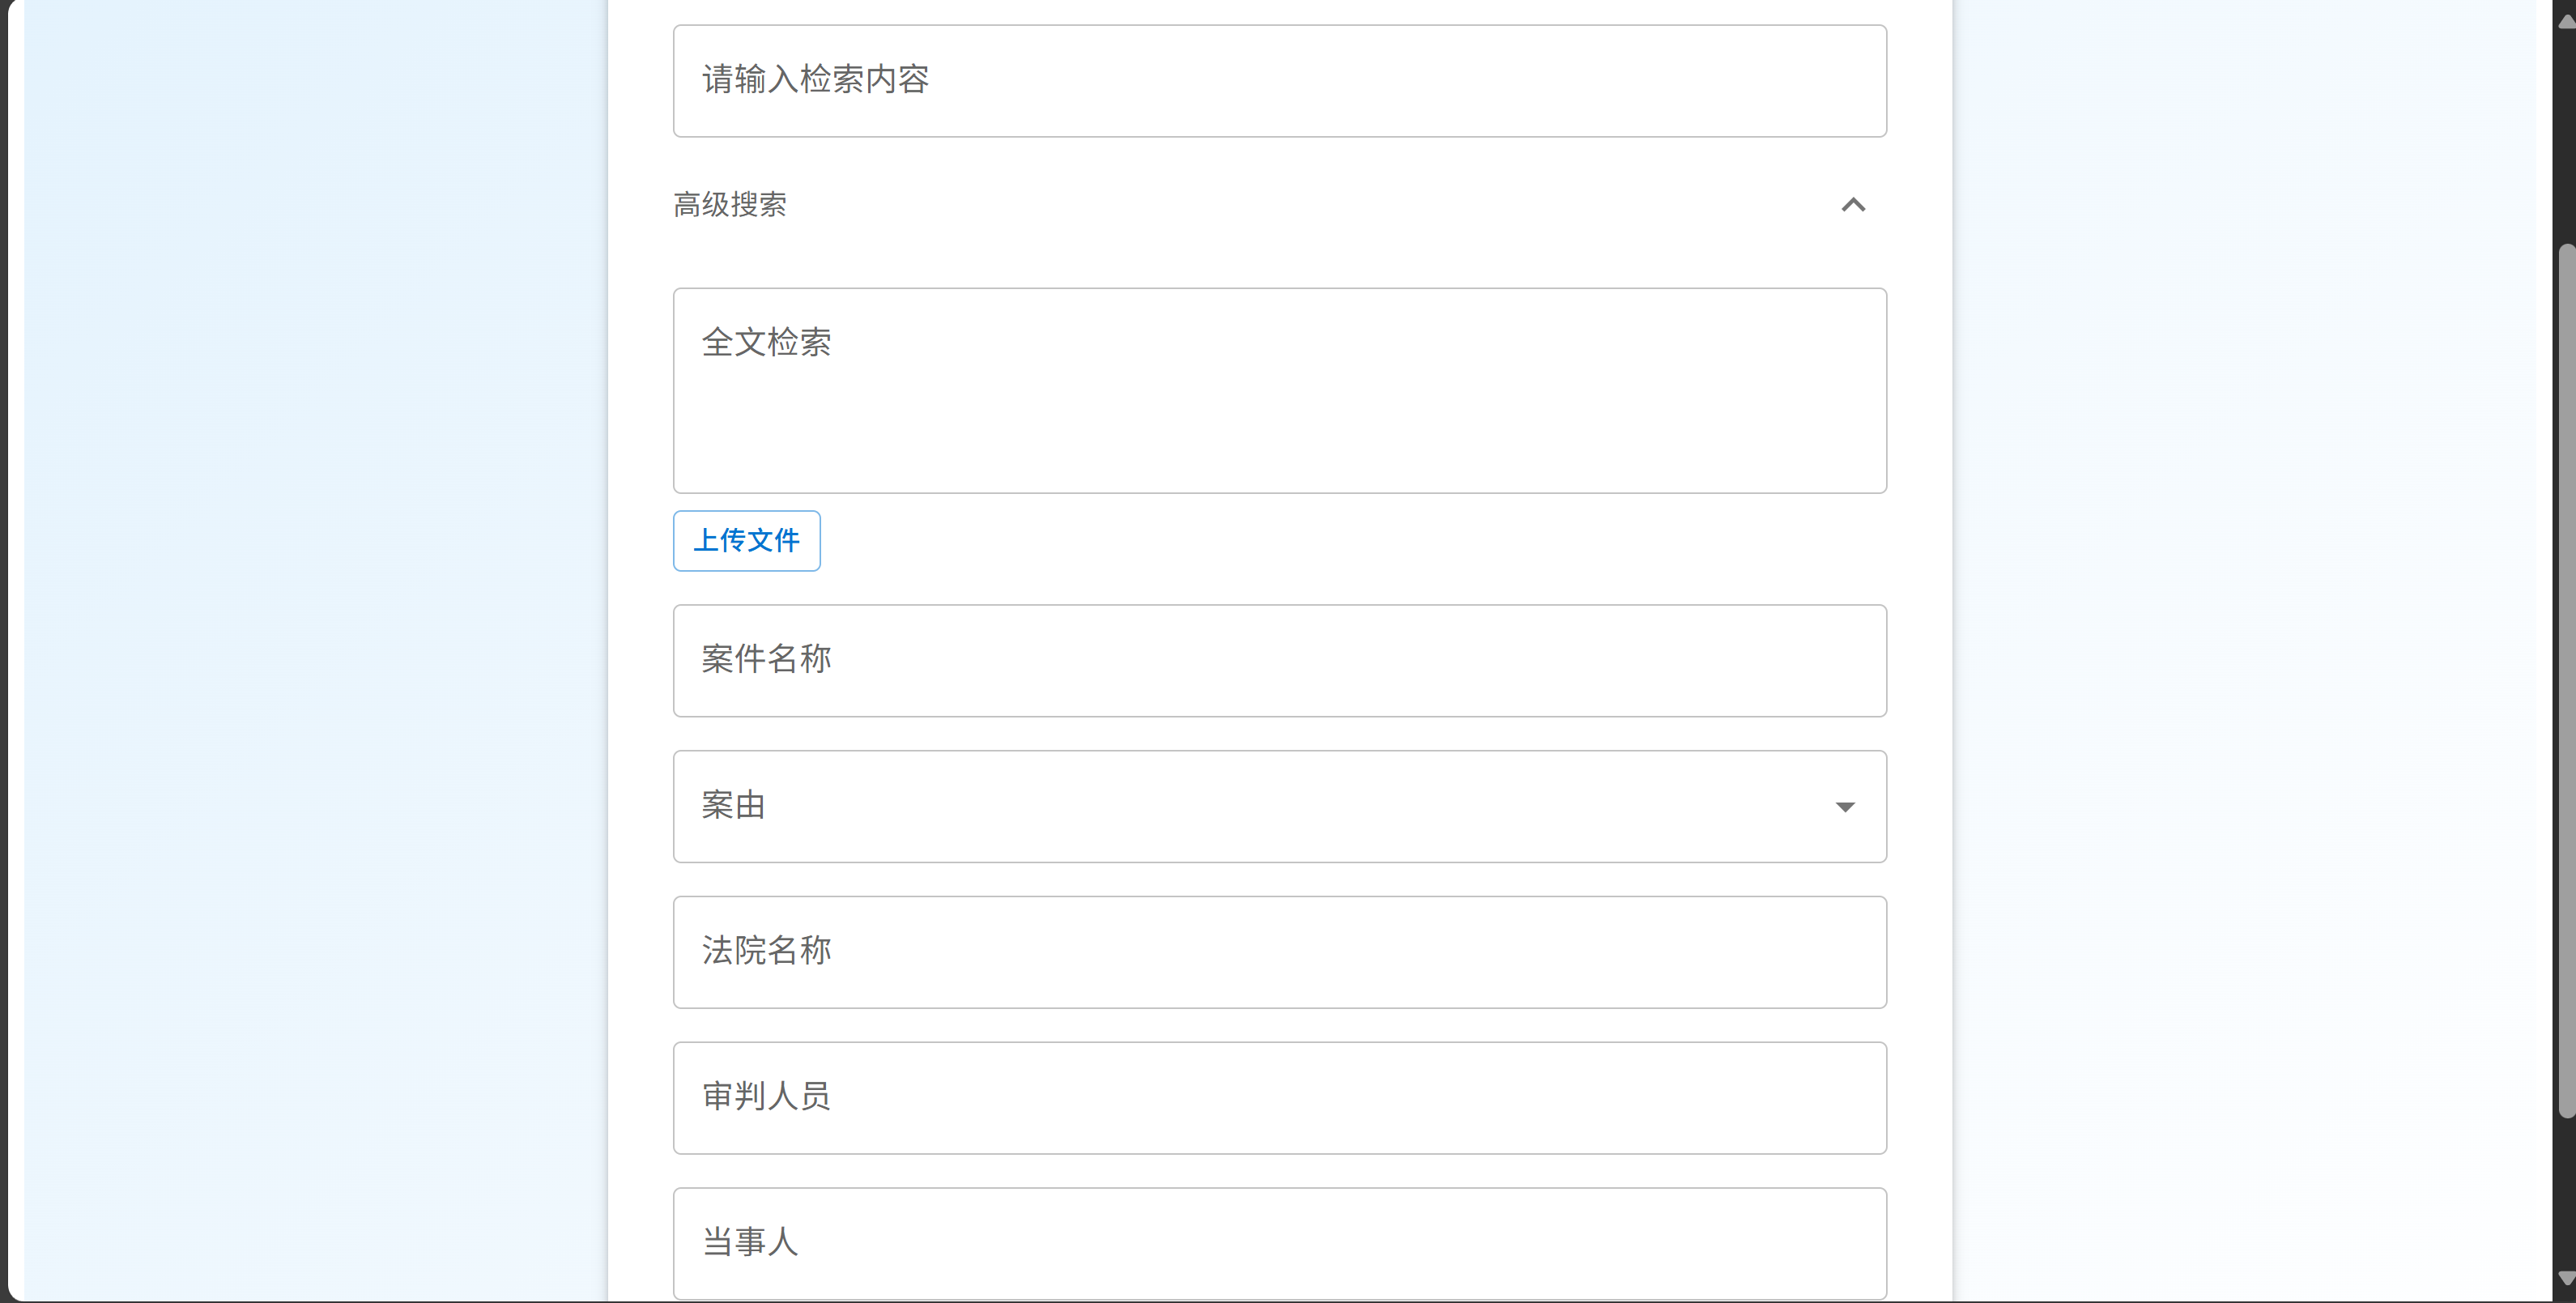 请输入检索内容
高级搜索
全文检索
上传文件
案件名称
案由
法院名称
审判人员
当事人